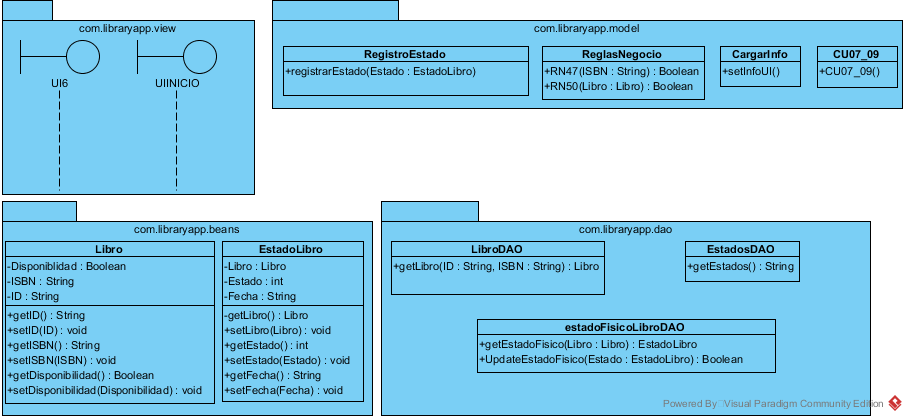 com.libraryapp.view
UI6
UIINICIO
com.libraryapp.model
RegistroEstado
+registrarEstado(Estado : EstadoLibro)
ReglasNegocio
+RN47(ISBN : String) : Boolean
+RN50(Libro : Libro) : Boolean
CargarInfo
+setInfoUI()
CU07_09
+CU07_09()
com.libraryapp.beans
Libro
-Disponiblidad : Boolean
-ISBN : String
-ID : String
+getID() : String
+setID(ID) : void
+getISBN() : String
+setISBN(ISBN) : void
+getDisponibilidad() : Boolean
+setDisponibilidad(Disponibilidad) : void
EstadoLibro
-Libro : Libro
-Estado : int
-Fecha : String
-getLibro() : Libro
+setLibro(Libro) : void
+getEstado() : int
+setEstado(Estado) : void
+getFecha() : String
+setFecha(Fecha) : void
com.libraryapp.dao
LibroDAO
+getLibro(ID : String, ISBN : String) : Libro
EstadosDAO
+getEstados() : String
estadoFisicoLibroDAO
+getEstadoFisico(Libro : Libro) : EstadoLibro
+UpdateEstadoFisico(Estado : EstadoLibro) : Boolean
Powered By Visual Paradigm Community Edition